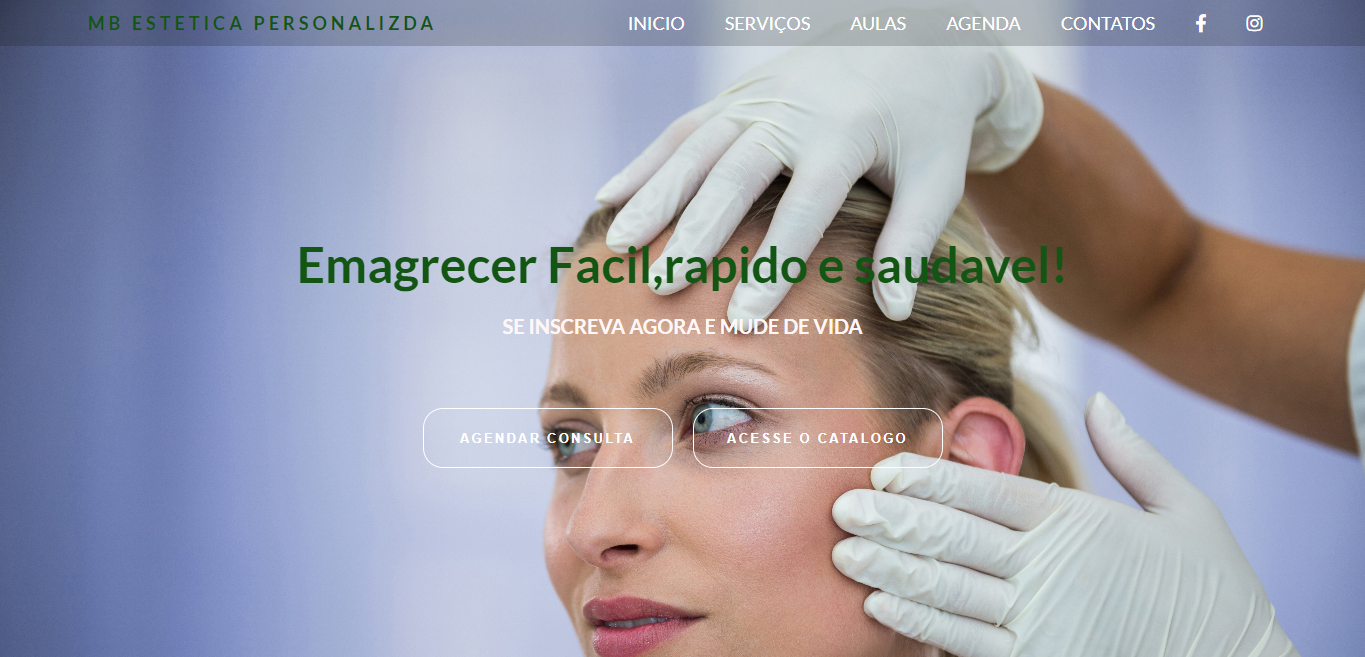 MB ESTETICA PERSONALIZDA
INICIO SERVIÇOS AULAS AGENDA CONTATOS
Emagrecer Facil,rapido e saudavel!
SE INSCREVA AGORA E MUDE DE VIDA
AGENDAR CONSULTA
ACESSE O CATALOGO